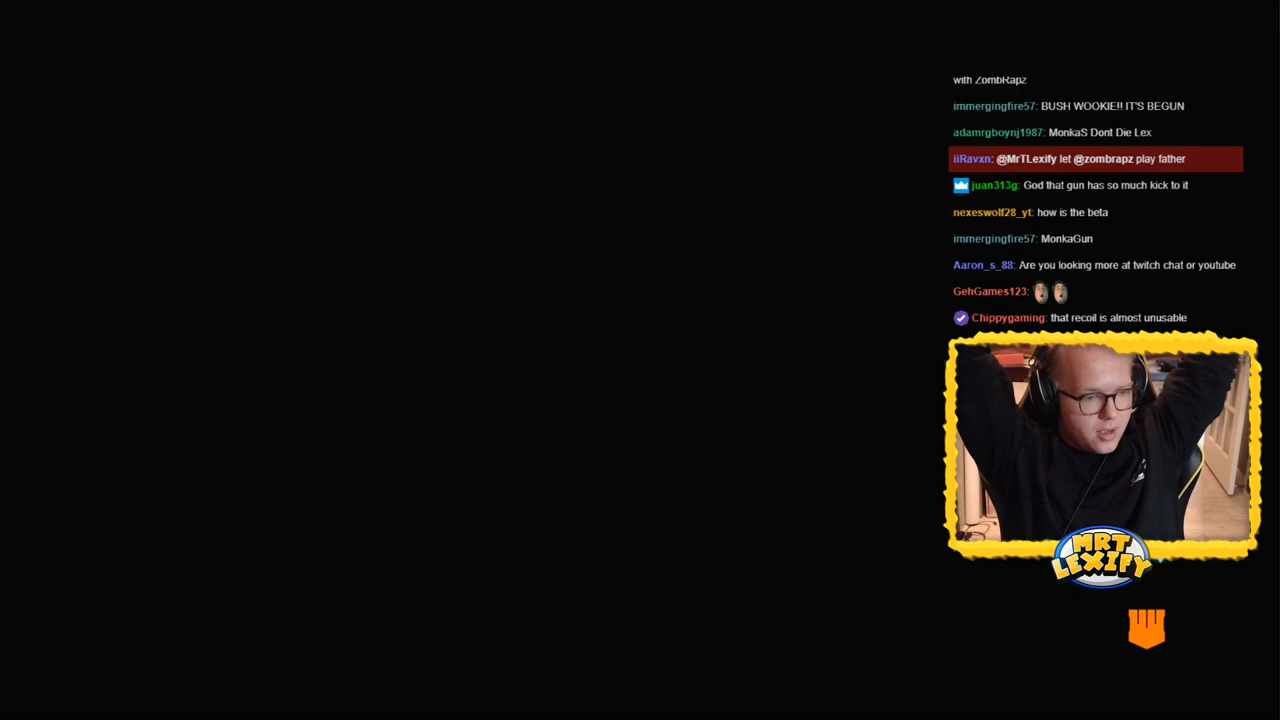 with ZombRapz
immergingfire57: BUSH WOOKIE!! IT'S BEGUN
adamrgboynj1987: MonkaS Dont Die Lex
iiRavxn: @MrTLexify let @zombrapz play father
juan313g: God that gun has so much kick to it
nexeswolf28_yt: how is the beta
immergingfire57: MonkaGun
Aaron_s_88: Are you looking more at twitch chat or youtube
GehGames123:
Chippygaming: that recoil is almost unusable
MRT
LEXIFY